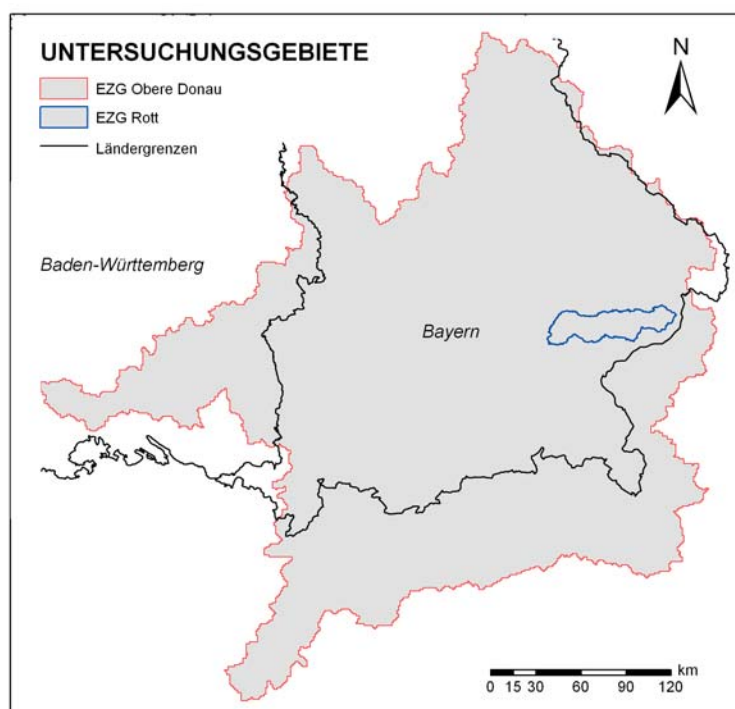 UNTERSUCHUNGSGEBIETE
N
EZG Obere Donau
EZG Rott
Ländergrenzen
Baden-Württemberg
Bayern
km
0 15 30 60 90 120